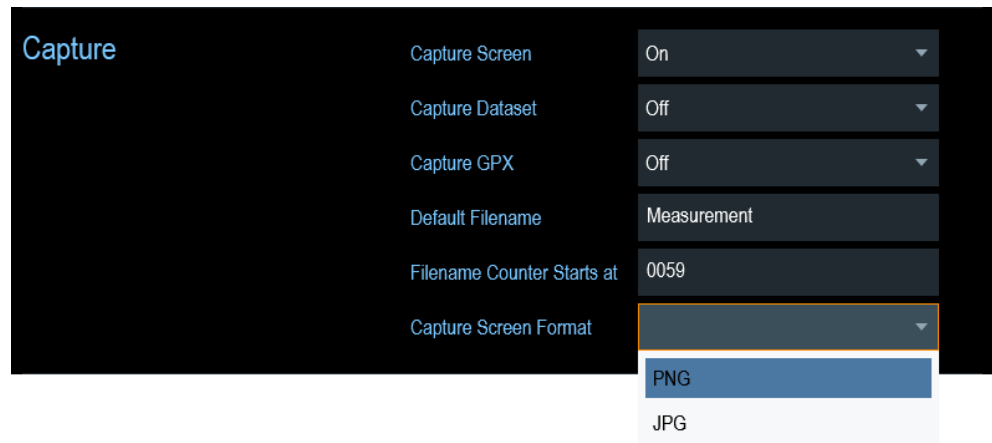 Capture
Capture Screen On
Capture Dataset Off
Capture GPX Off
Default Filename Measurement
Filename Counter Starts at 0059
Capture Screen Format
PNG
JPG